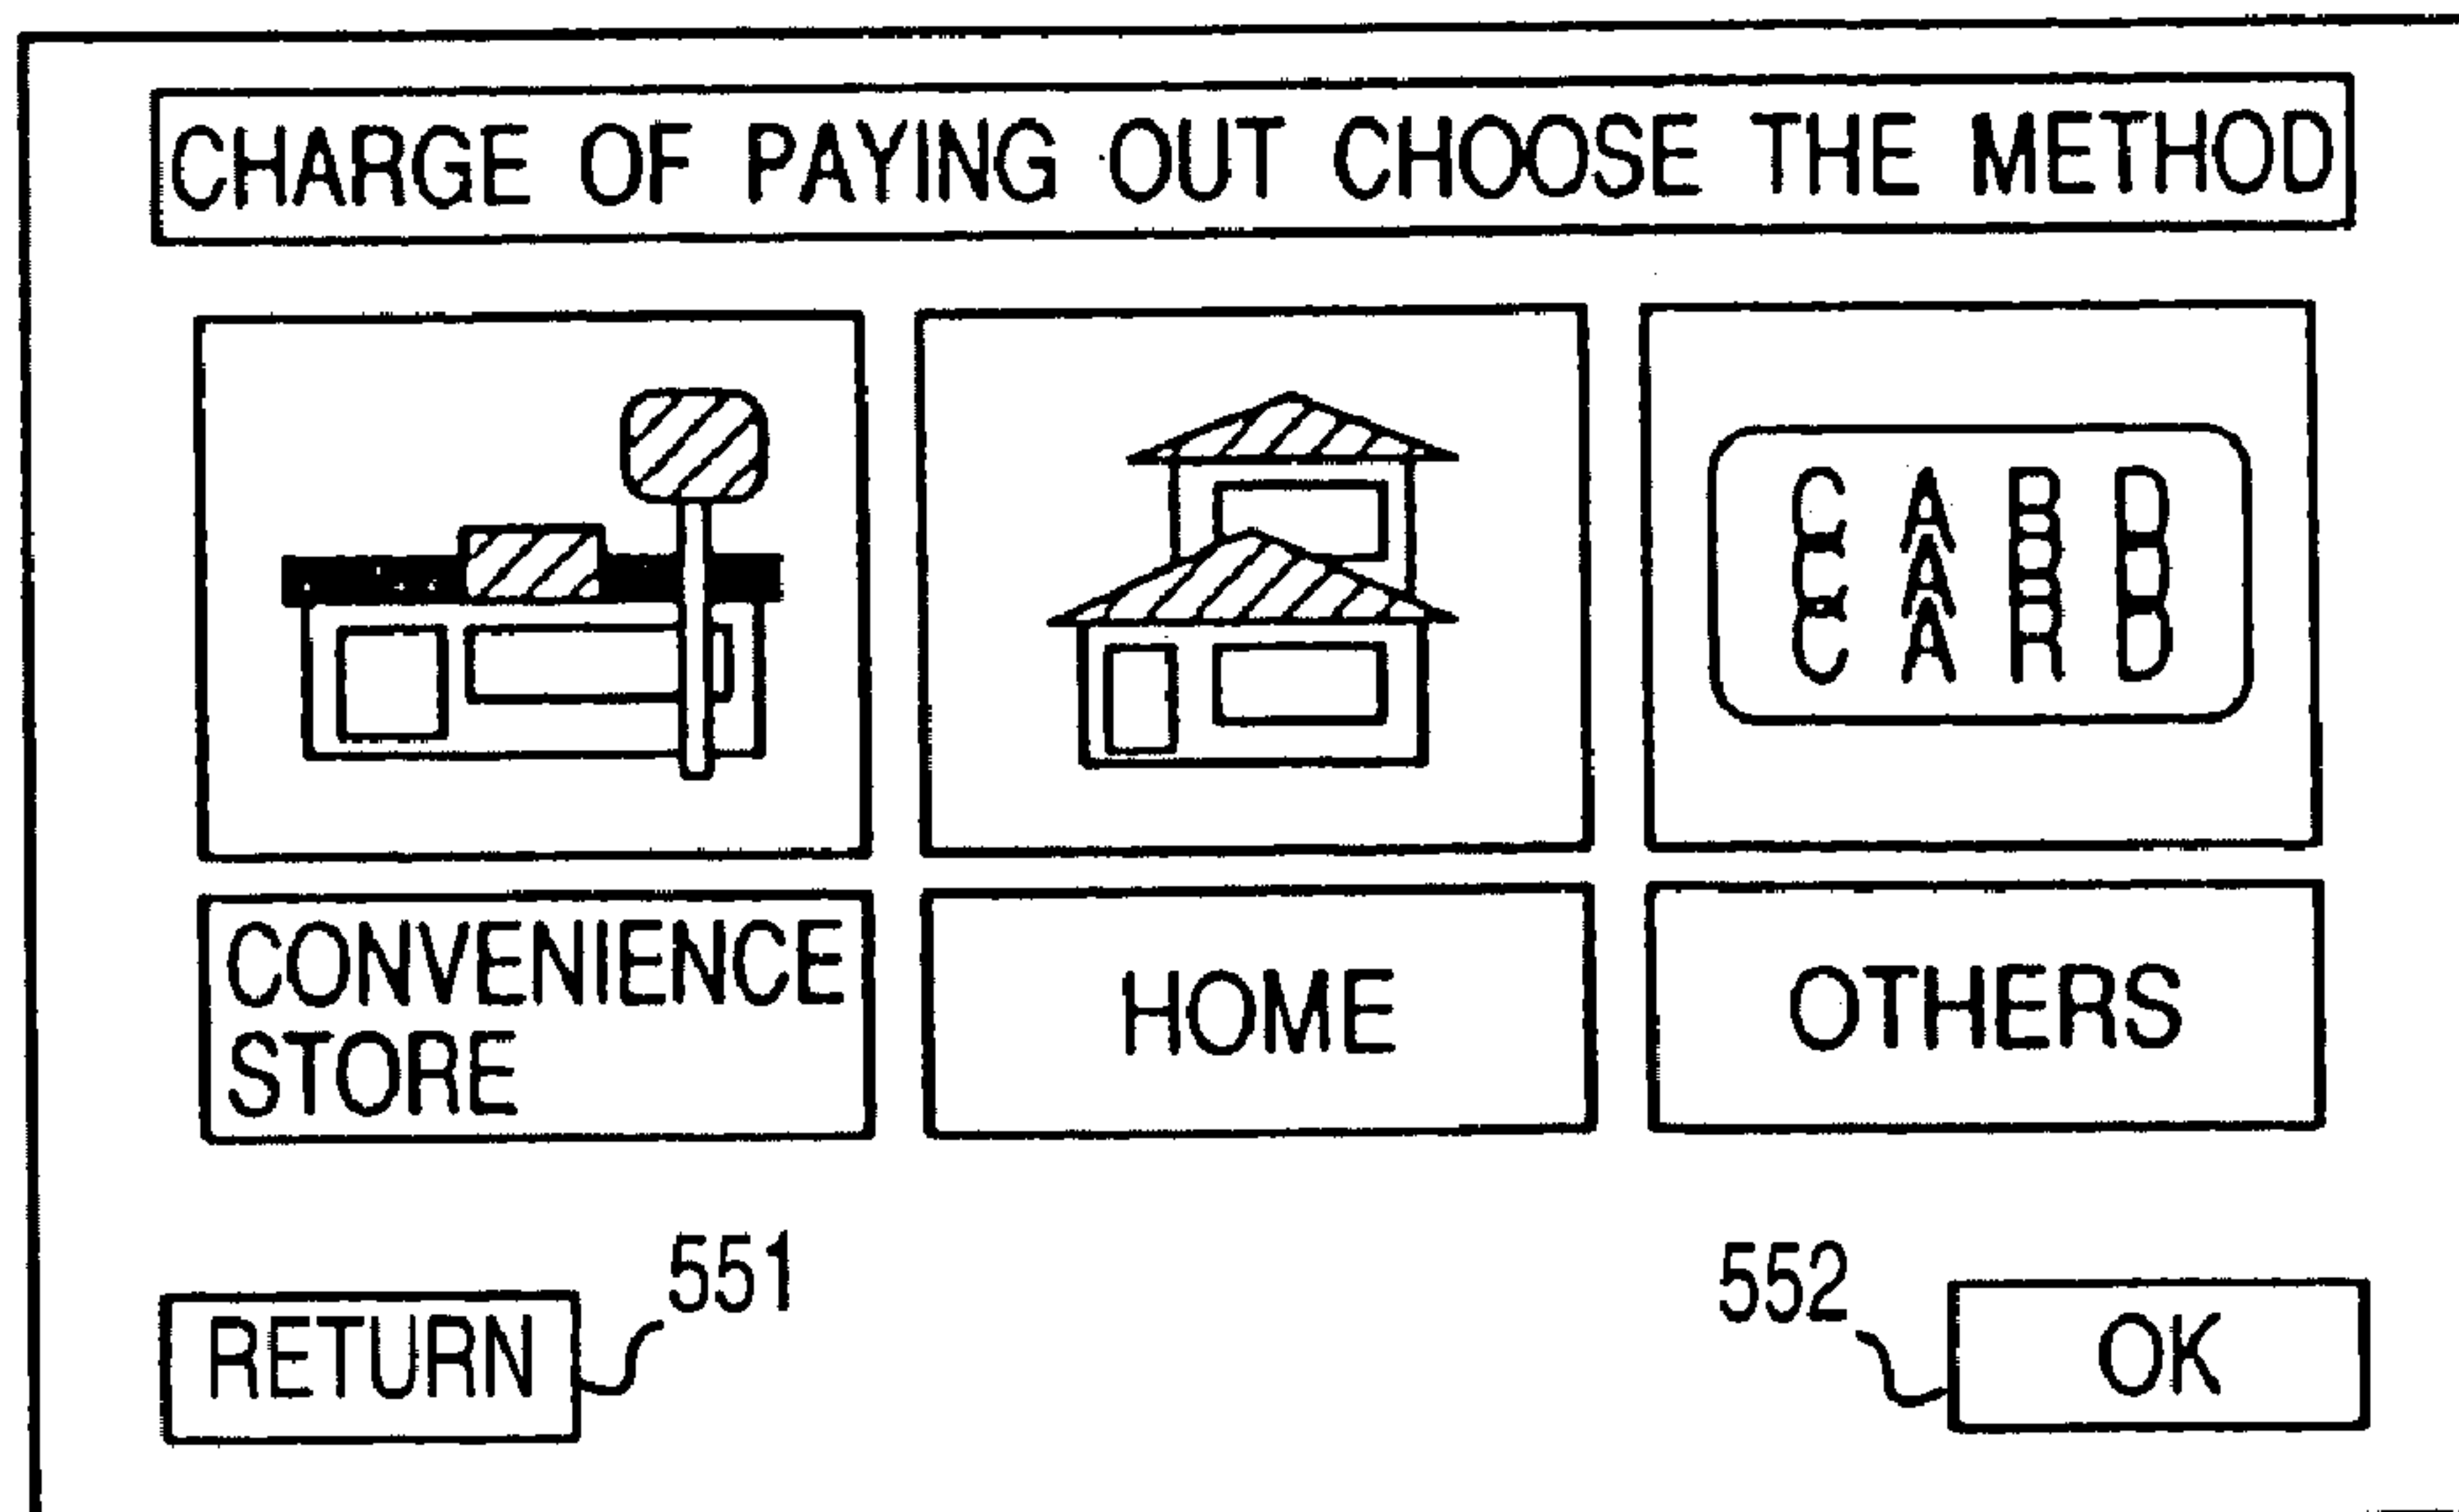 CHARGE OF PAYING OUT CHOOSE THE METHOD
CARD
CARD
CARD
CONVENIENCE
STORE
HOME
OTHERS
551
552
RETURN
OK